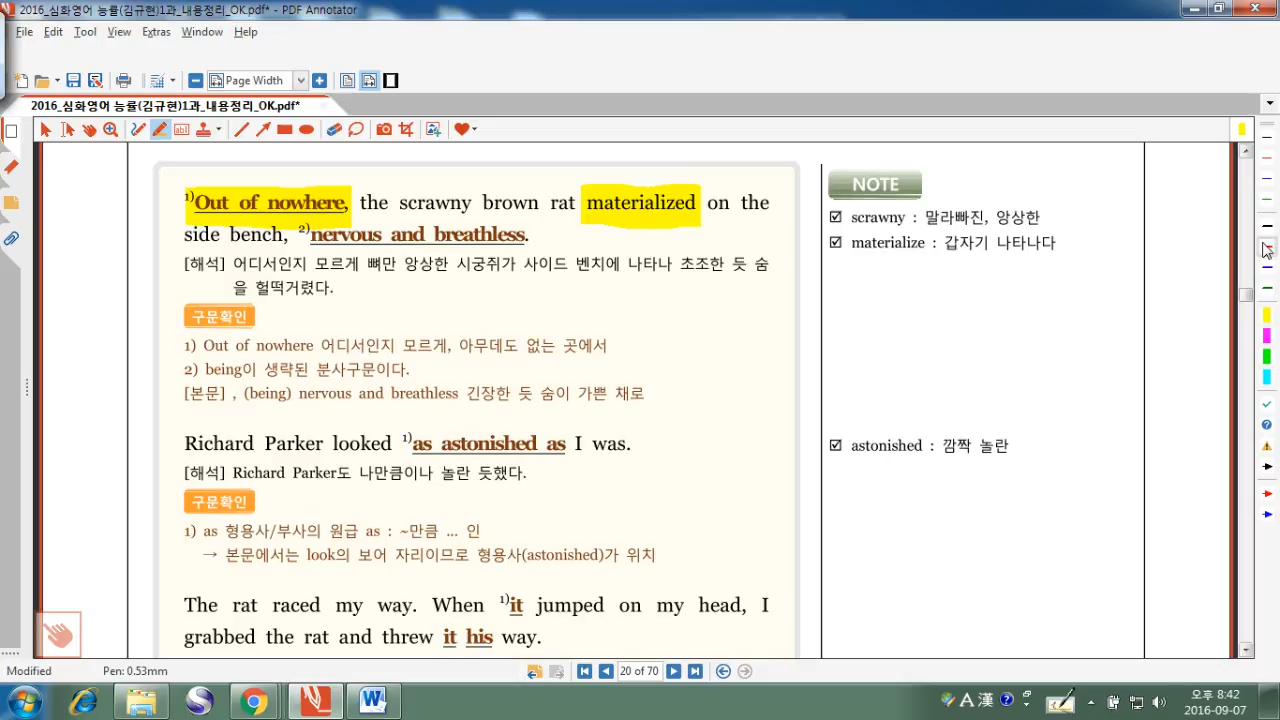 2016_심화영어 능률(김규현)1과_내용정리_OK.pdf* - PDF Annotator
File Edit Tool View Extras Window Help
Page Width
2016_심화영어 능률(김규현)1과_내용정리_OK.pdf*
1)Out of nowhere, the scrawny brown rat materialized on the
side bench, 2)nervous and breathless.
[해석] 어디서인지 모르게 뼈만 앙상한 시궁쥐가 사이드 벤치에 나타나 초조한 듯 숨
을 헐떡거렸다.
구문확인
1) Out of nowhere 어디서인지 모르게, 아무데도 없는 곳에서
2) being이 생략된 분사구문이다.
[본문] , (being) nervous and breathless 긴장한 듯 숨이 가쁜 채로
Richard Parker looked 1)as astonished as I was.
[해석] Richard Parker도 나만큼이나 놀란 듯했다.
구문확인
1) as 형용사/부사의 원급 as : ~만큼 ... 인
→ 본문에서는 look의 보어 자리이므로 형용사(astonished)가 위치
The rat raced my way. When 1)it jumped on my head, I
grabbed the rat and threw it his way.
NOTE
scrawny : 말라빠진, 앙상한
materialize : 갑자기 나타나다
astonished : 깜짝 놀란
Modified Pen: 0.53mm 20 of 70
A 漢 오후 8:42
2016-09-07